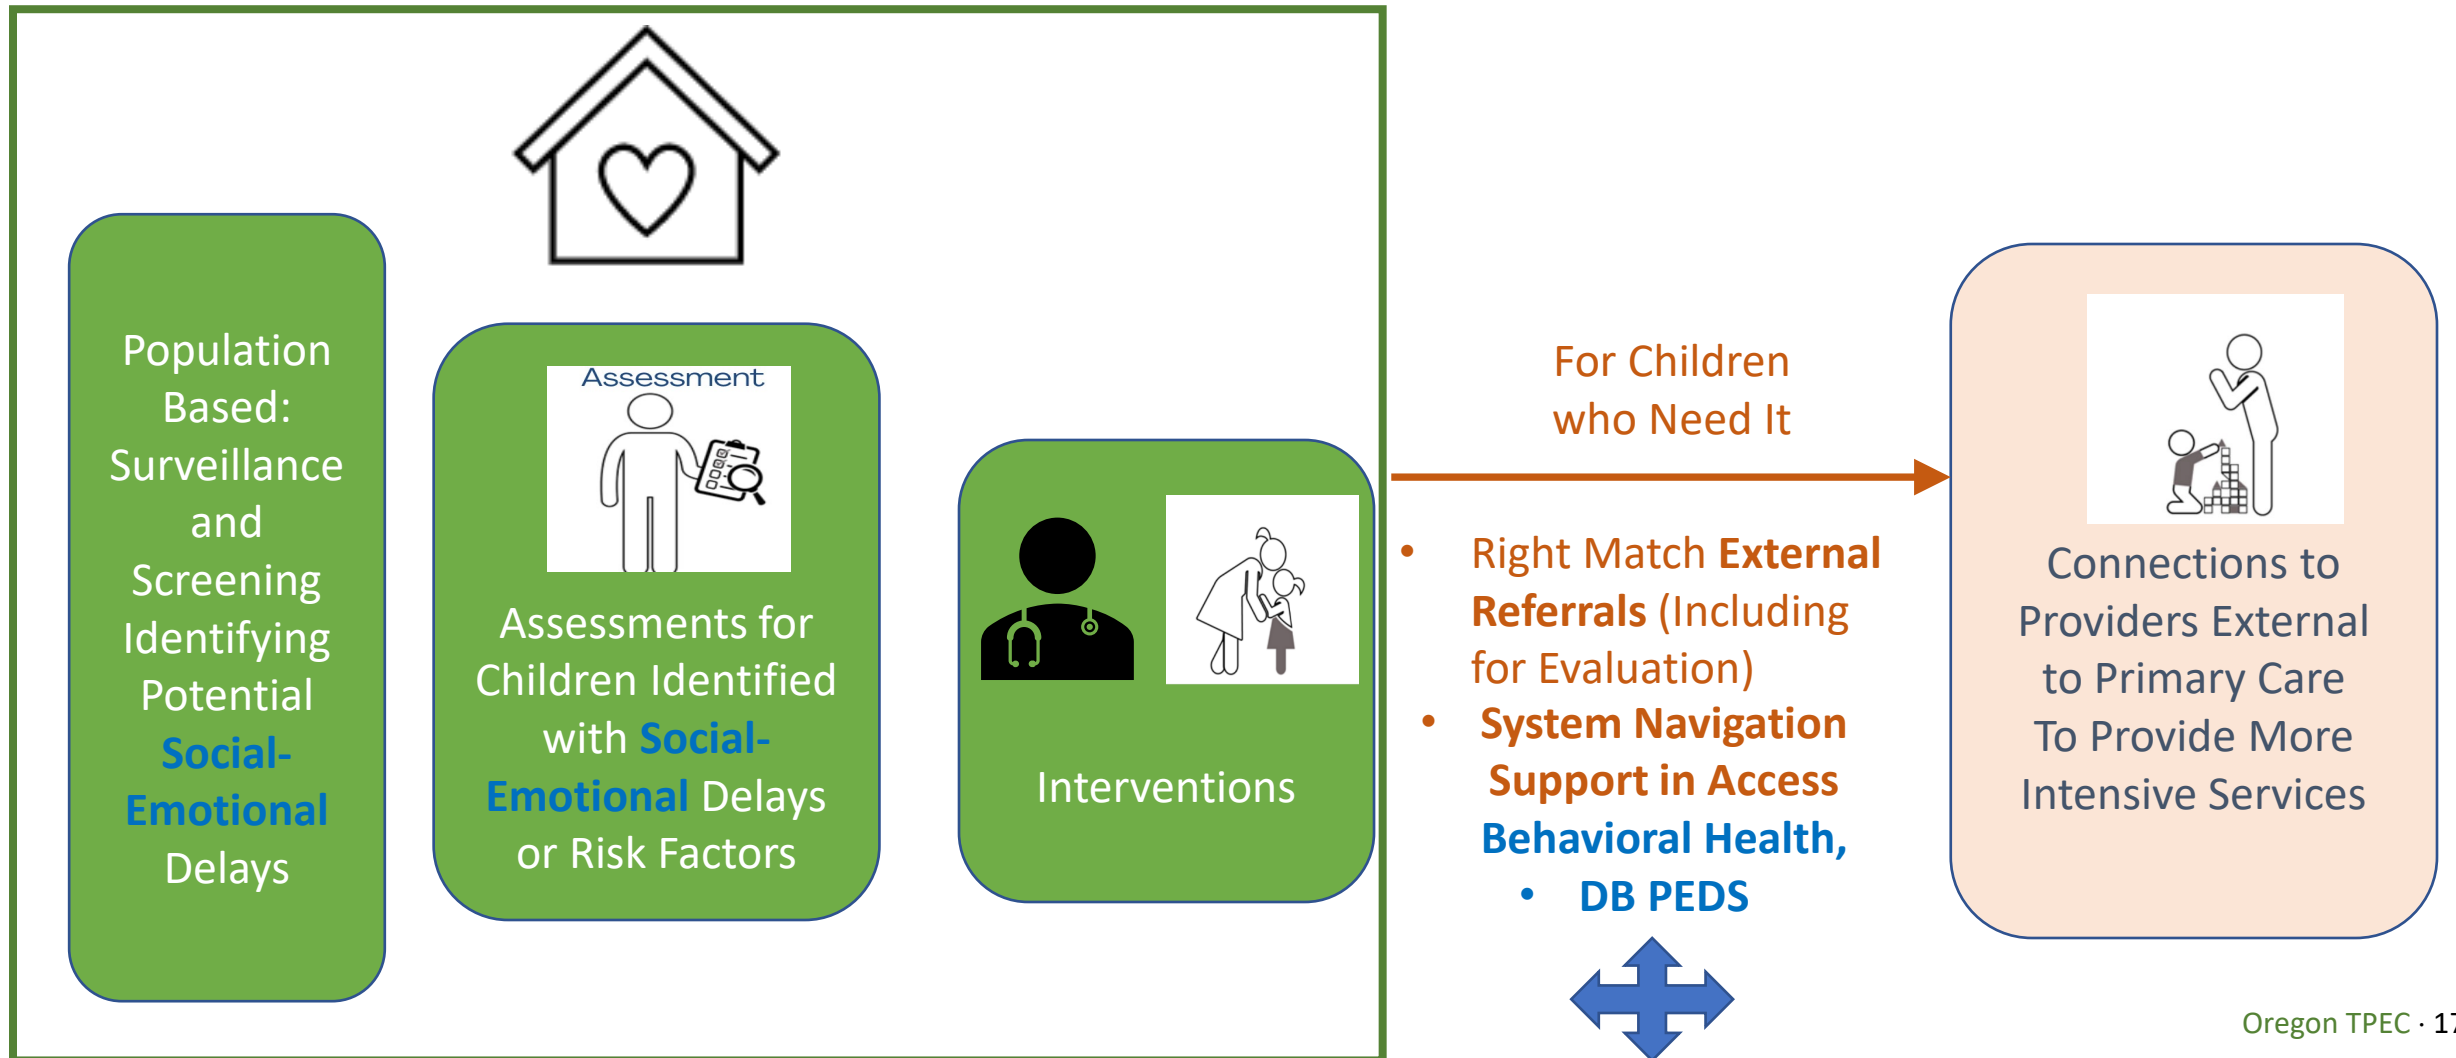 Population
Based:
Surveillance
and
Screening
Identifying
Potential
Social-
Emotional
Delays
Assessment
Assessments for
Children Identified
with Social-
Emotional Delays
or Risk Factors
Interventions
For Children
who Need It
• Right Match External
Referrals (Including
for Evaluation)
• System Navigation
Support in Access
Behavioral Health,
• DB PEDS
Connections to
Providers External
to Primary Care
To Provide More
Intensive Services
Oregon TPEC · 17